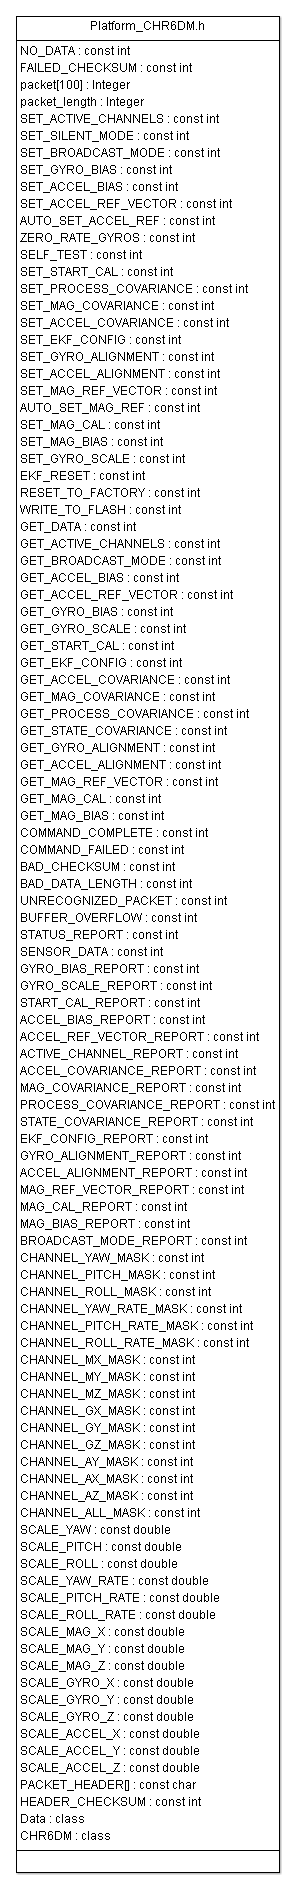 Platform_CHR6DM.h
NO_DATA : const int
FAILED_CHECKSUM : const int
packet[100] : Integer
packet_length : Integer
SET_ACTIVE_CHANNELS : const int
SET_SILENT_MODE : const int
SET_BROADCAST_MODE : const int
SET_GYRO_BIAS : const int
SET_ACCEL_BIAS : const int
SET_ACCEL_REF_VECTOR : const int
AUTO_SET_ACCEL_REF : const int
ZERO_RATE_GYROS : const int
SELF_TEST : const int
SET_START_CAL : const int
SET_PROCESS_COVARIANCE : const int
SET_MAG_COVARIANCE : const int
SET_ACCEL_COVARIANCE : const int
SET_EKF_CONFIG : const int
SET_GYRO_ALIGNMENT : const int
SET_ACCEL_ALIGNMENT : const int
SET_MAG_REF_VECTOR : const int
AUTO_SET_MAG_REF : const int
SET_MAG_CAL : const int
SET_MAG_BIAS : const int
SET_GYRO_SCALE : const int
EKF_RESET : const int
RESET_TO_FACTORY : const int
WRITE_TO_FLASH : const int
GET_DATA : const int
GET_ACTIVE_CHANNELS : const int
GET_BROADCAST_MODE : const int
GET_ACCEL_BIAS : const int
GET_ACCEL_REF_VECTOR : const int
GET_GYRO_BIAS : const int
GET_GYRO_SCALE : const int
GET_START_CAL : const int
GET_EKF_CONFIG : const int
GET_ACCEL_COVARIANCE : const int
GET_MAG_COVARIANCE : const int
GET_PROCESS_COVARIANCE : const int
GET_STATE_COVARIANCE : const int
GET_GYRO_ALIGNMENT : const int
GET_ACCEL_ALIGNMENT : const int
GET_MAG_REF_VECTOR : const int
GET_MAG_CAL : const int
GET_MAG_BIAS : const int
COMMAND_COMPLETE : const int
COMMAND_FAILED : const int
BAD_CHECKSUM : const int
BAD_DATA_LENGTH : const int
UNRECOGNIZED_PACKET : const int
BUFFER_OVERFLOW : const int
STATUS_REPORT : const int
SENSOR_DATA : const int
GYRO_BIAS_REPORT : const int
GYRO_SCALE_REPORT : const int
START_CAL_REPORT : const int
ACCEL_BIAS_REPORT : const int
ACCEL_REF_VECTOR_REPORT : const int
ACTIVE_CHANNEL_REPORT : const int
ACCEL_COVARIANCE_REPORT : const int
MAG_COVARIANCE_REPORT : const int
PROCESS_COVARIANCE_REPORT : const int
STATE_COVARIANCE_REPORT : const int
EKF_CONFIG_REPORT : const int
GYRO_ALIGNMENT_REPORT : const int
ACCEL_ALIGNMENT_REPORT : const int
MAG_REF_VECTOR_REPORT : const int
MAG_CAL_REPORT : const int
MAG_BIAS_REPORT : const int
BROADCAST_MODE_REPORT : const int
CHANNEL_YAW_MASK : const int
CHANNEL_PITCH_MASK : const int
CHANNEL_ROLL_MASK : const int
CHANNEL_YAW_RATE_MASK : const int
CHANNEL_PITCH_RATE_MASK : const int
CHANNEL_ROLL_RATE_MASK : const int
CHANNEL_MX_MASK : const int
CHANNEL_MY_MASK : const int
CHANNEL_MZ_MASK : const int
CHANNEL_GX_MASK : const int
CHANNEL_GY_MASK : const int
CHANNEL_GZ_MASK : const int
CHANNEL_AY_MASK : const int
CHANNEL_AX_MASK : const int
CHANNEL_AZ_MASK : const int
CHANNEL_ALL_MASK : const int
SCALE_YAW : const double
SCALE_PITCH : const double
SCALE_ROLL : const double
SCALE_YAW_RATE : const double
SCALE_PITCH_RATE : const double
SCALE_ROLL_RATE : const double
SCALE_MAG_X : const double
SCALE_MAG_Y : const double
SCALE_MAG_Z : const double
SCALE_GYRO_X : const double
SCALE_GYRO_Y : const double
SCALE_GYRO_Z : const double
SCALE_ACCEL_X : const double
SCALE_ACCEL_Y : const double
SCALE_ACCEL_Z : const double
PACKET_HEADER[] : const char
HEADER_CHECKSUM : const int
Data : class
CHR6DM : class